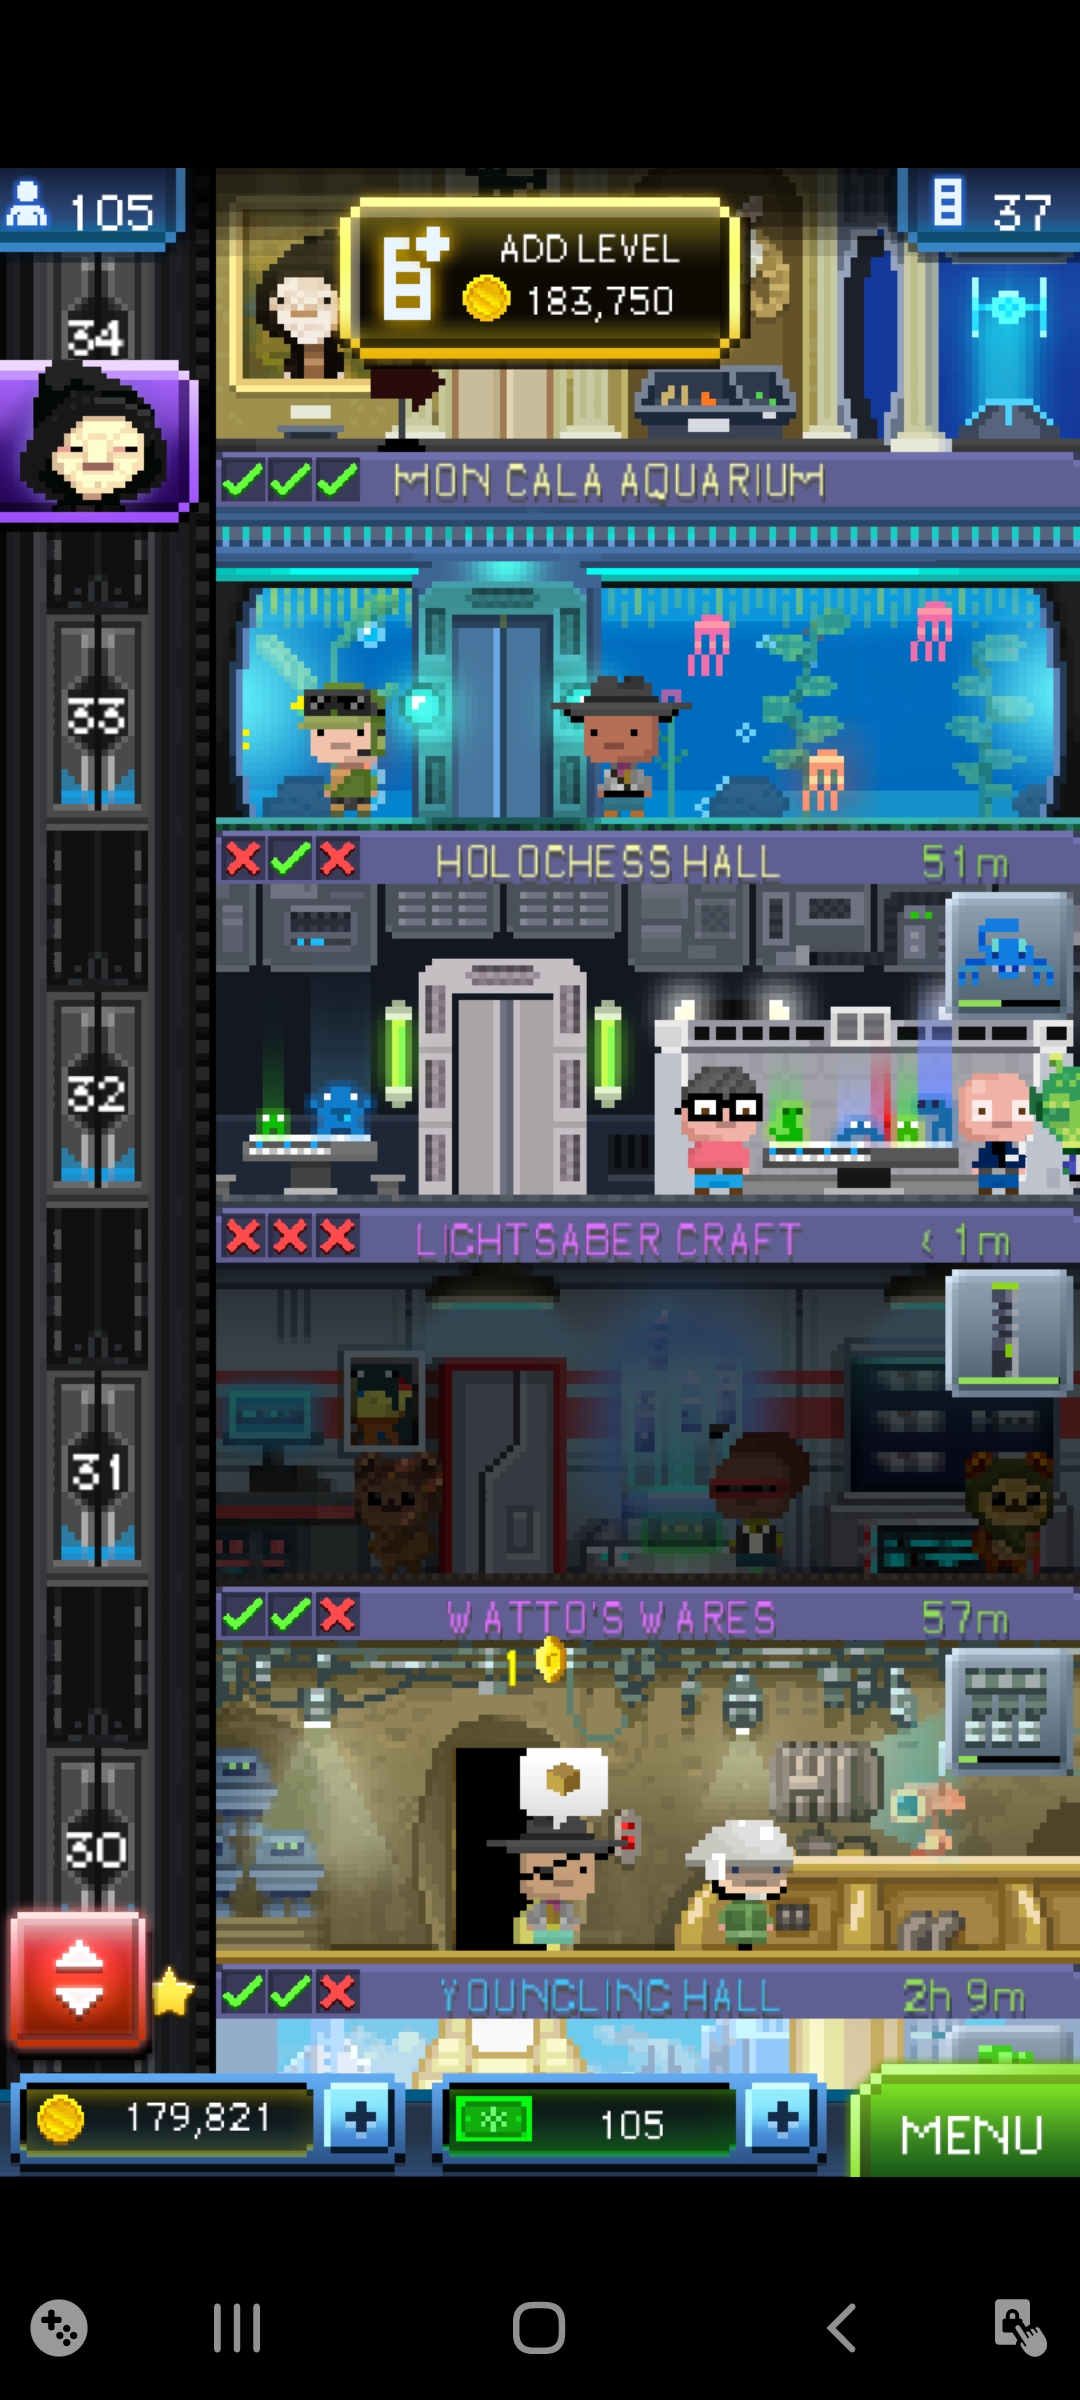 105
ADD LEVEL
183,750
37
34
MON CALA AQUARIUM
33
HOLOCHESS HALL 51m
32
LIGHTSABER CRAFT < 1m
31
WATTO'S WARES 57m
1
30
YOUNGLING HALL 2h 9m
179,821
105
MENU